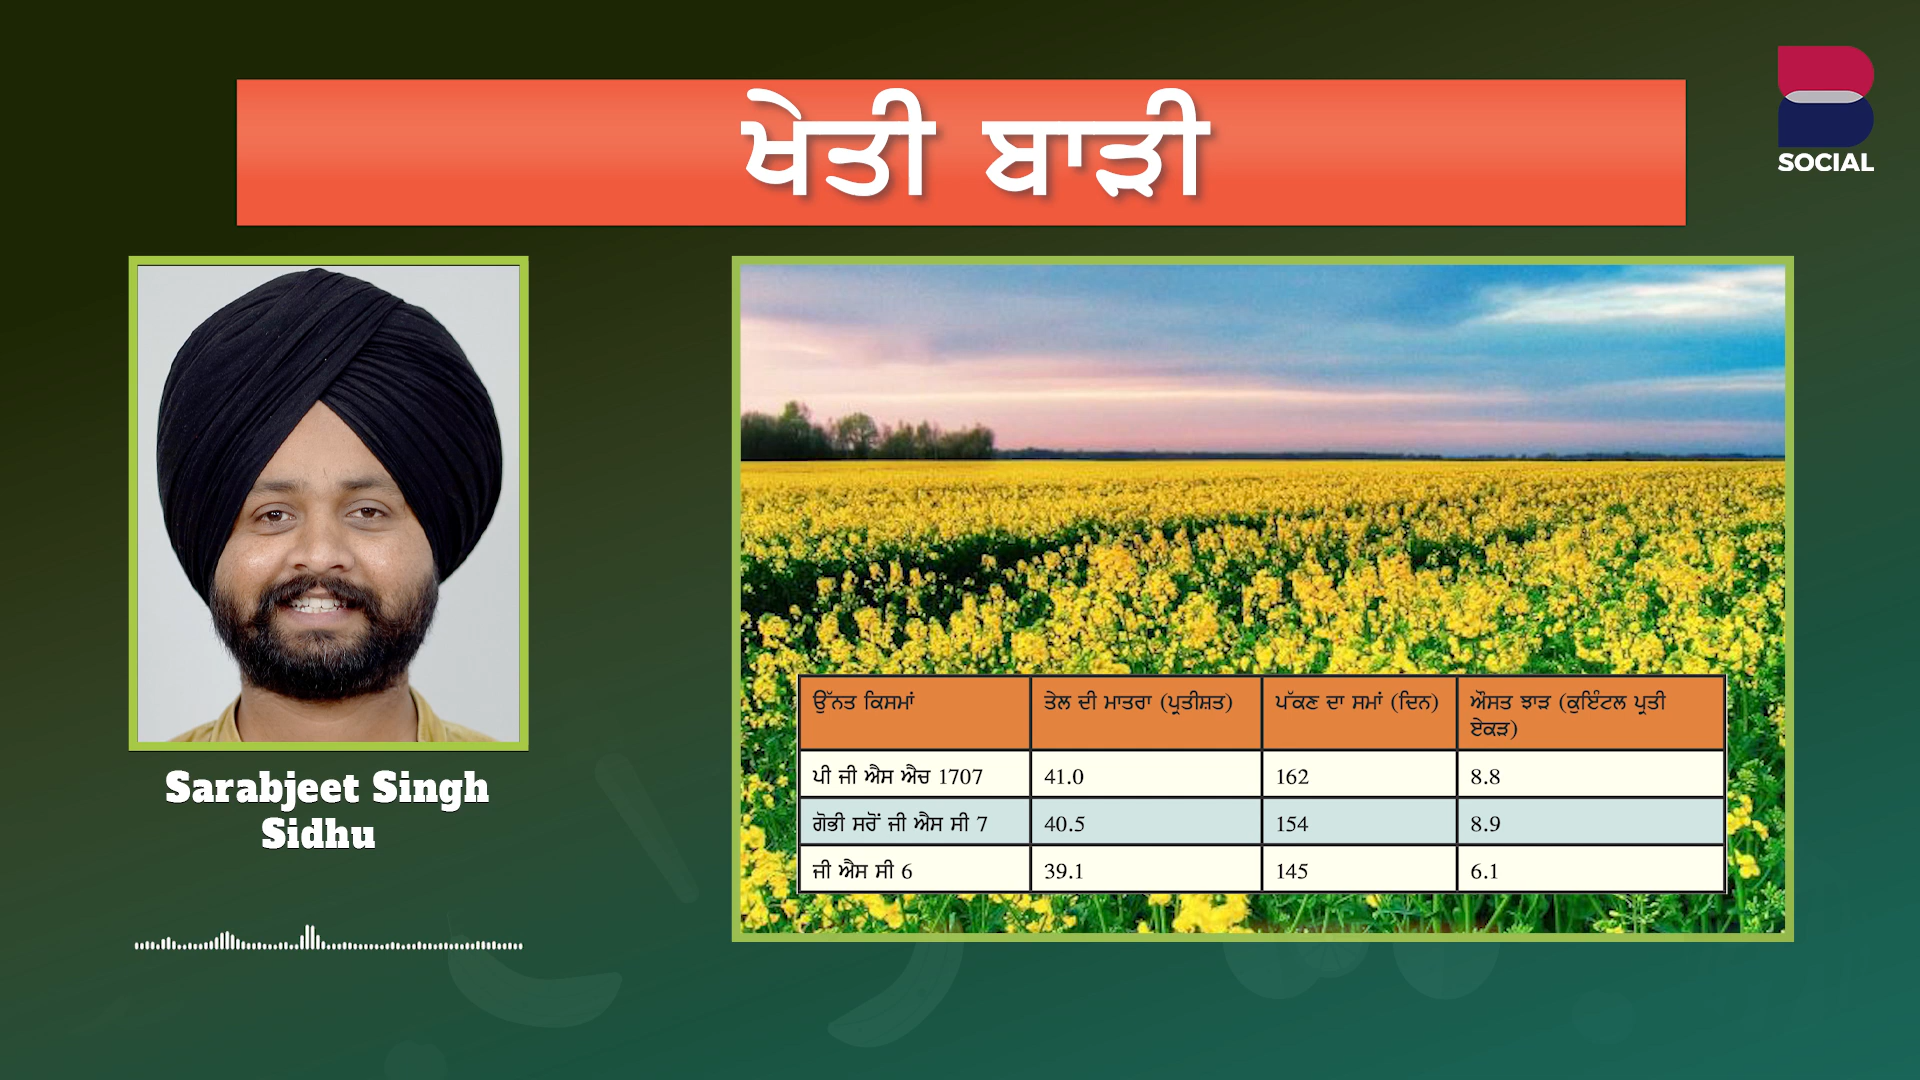 ਖੇਤੀ ਬਾੜੀ
SOCIAL
Sarabjeet Singh
Sidhu
ਉੱਨਤ ਕਿਸਮਾਂ ਤੇਲ ਦੀ ਮਾਤਰਾ (ਪ੍ਰਤੀਸ਼ਤ) ਪੱਕਣ ਦਾ ਸਮਾਂ (ਦਿਨ) ਔਸਤ ਝਾੜ (ਕੁਇੰਟਲ ਪ੍ਰਤੀ
ਏਕੜ)
ਪੀ ਜੀ ਐਸ ਐਚ 1707 41.0 162 8.8
ਗੋਭੀ ਸਰੋਂ ਜੀ ਐਸ ਸੀ 7 40.5 154 8.9
ਜੀ ਐਸ ਸੀ 6 39.1 145 6.1